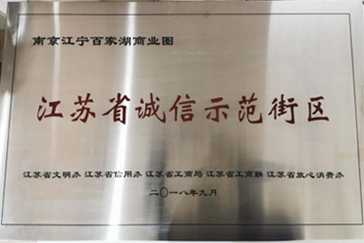 南京江宁百家湖商业圈
江苏省诚信示范街区
江苏省文明办 江苏省信用办 江苏省工商局 江苏省工商联 江苏省放心消费办
二〇一八年九月